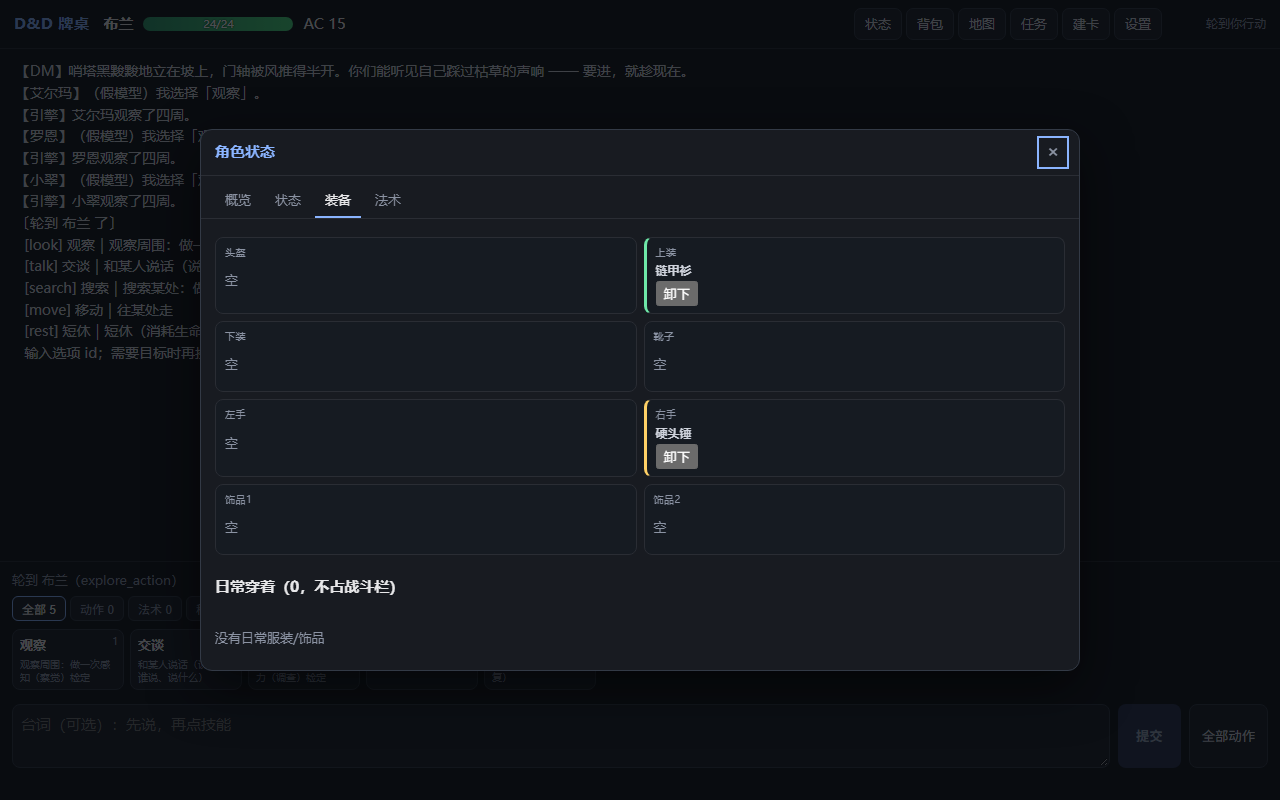 D&D 牌桌 布兰 24/24 AC 15 状态 背包 地图 任务 建卡 设置 轮到你行动
【DM】哨塔黑黢黢地立在坡上，门轴被风推得半开。你们能听见自己踩过枯草的声响 —— 要进，就趁现在。
【艾尔玛】（假模型）我选择「观察」。
【引擎】艾尔玛观察了四周。
【罗恩】（假模型）我选择「
【引擎】罗恩观察了四周。
【小翠】（假模型）我选择「
【引擎】小翠观察了四周。
〔轮到 布兰 了〕
[look] 观察 | 观察周围：做一
[talk] 交谈 | 和某人说话（说
[search] 搜索 | 搜索某处：
[move] 移动 | 往某处走
[rest] 短休 | 短休（消耗生命
输入选项 id；需要目标时再
角色状态 ×
概览 状态 装备 法术
头盔
空
上装
链甲衫
卸下
下装
空
靴子
空
左手
空
右手
硬头锤
卸下
饰品1
空
饰品2
空
日常穿着（0，不占战斗栏）
没有日常服装/饰品
轮到 布兰（explore_action）
全部 5 动作 0 法术 0
观察 1
观察周围：做一次感
知（察觉）检定
交谈
和某人说话（
谁说、说什么）
力（调查）检定
台词（可选）：先说，再点技能
提交 全部动作